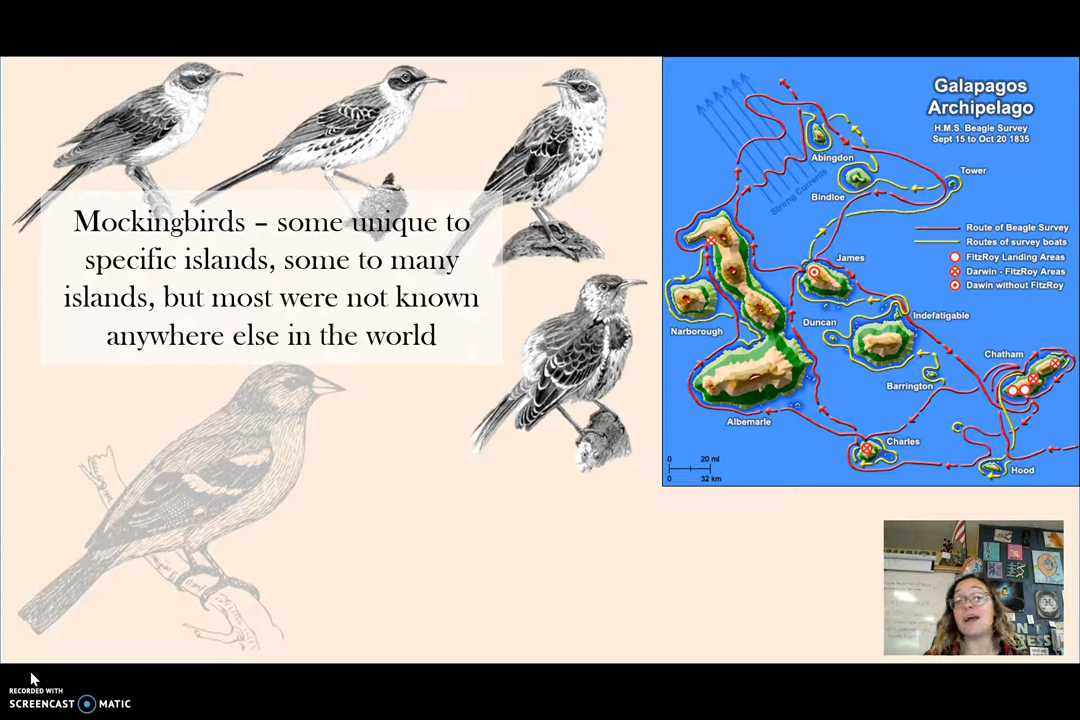 Mockingbirds – some unique to
specific islands, some to many
islands, but most were not known
anywhere else in the world
Galapagos
Archipelago
H.M.S. Beagle Survey
Sept 15 to Oct 20 1835
Abingdon
Tower
Bindloe
Strong Currents
Route of Beagle Survey
Routes of survey boats
FitzRoy Landing Areas
Darwin - FitzRoy Areas
Dawin without FitzRoy
James
Narborough
Duncan
Indefatigable
Chatham
Barrington
Albemarle
Charles
Hood
0 20 mi
0 32 km
RECORDED WITH
SCREENCAST MATIC